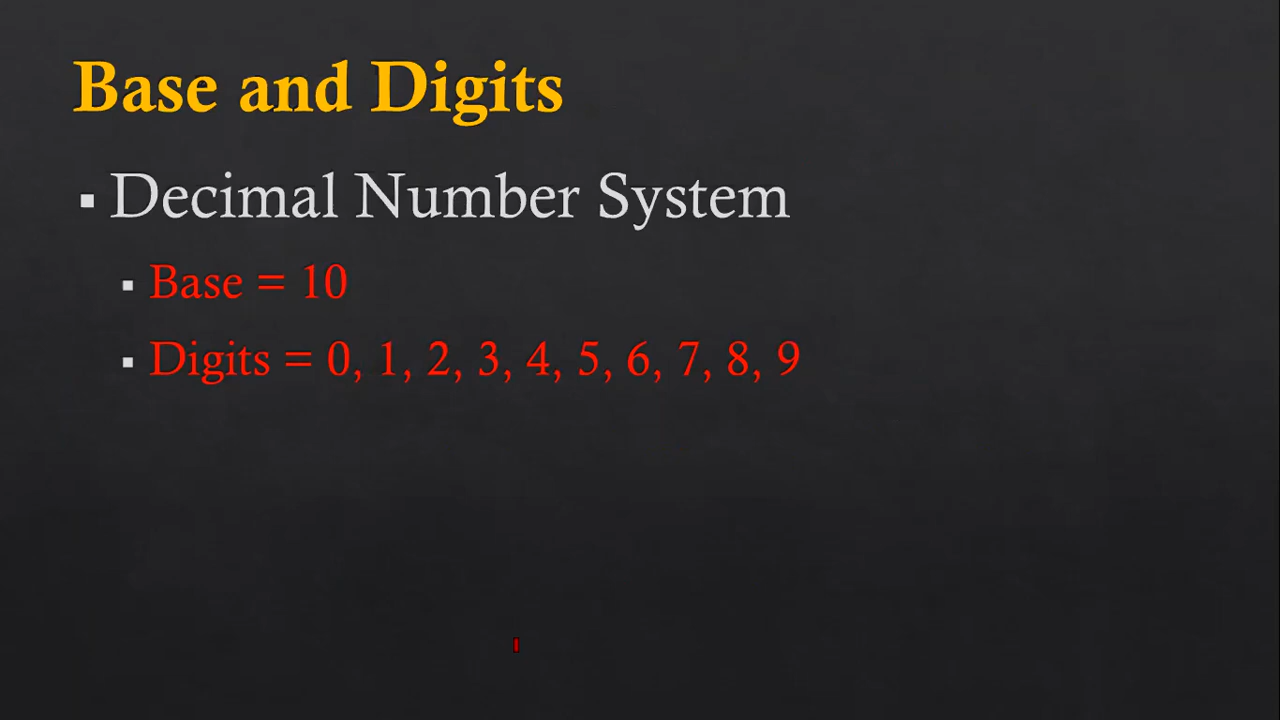 Base and Digits
▪ Decimal Number System
▪ Base = 10
▪ Digits = 0, 1, 2, 3, 4, 5, 6, 7, 8, 9